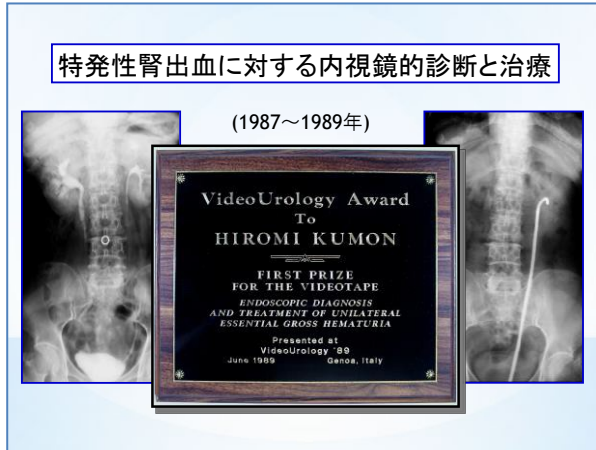 特発性腎出血に対する内視鏡的診断と治療
(1987～1989年)
VideoUrology Award
To
HIROMI KUMON
FIRST PRIZE
FOR THE VIDEOTAPE
ENDOSCOPIC DIAGNOSIS
AND TREATMENT OF UNILATERAL
ESSENTIAL GROSS HEMATURIA
Presented at
VideoUrology '89
June 1989 Genoa, Italy